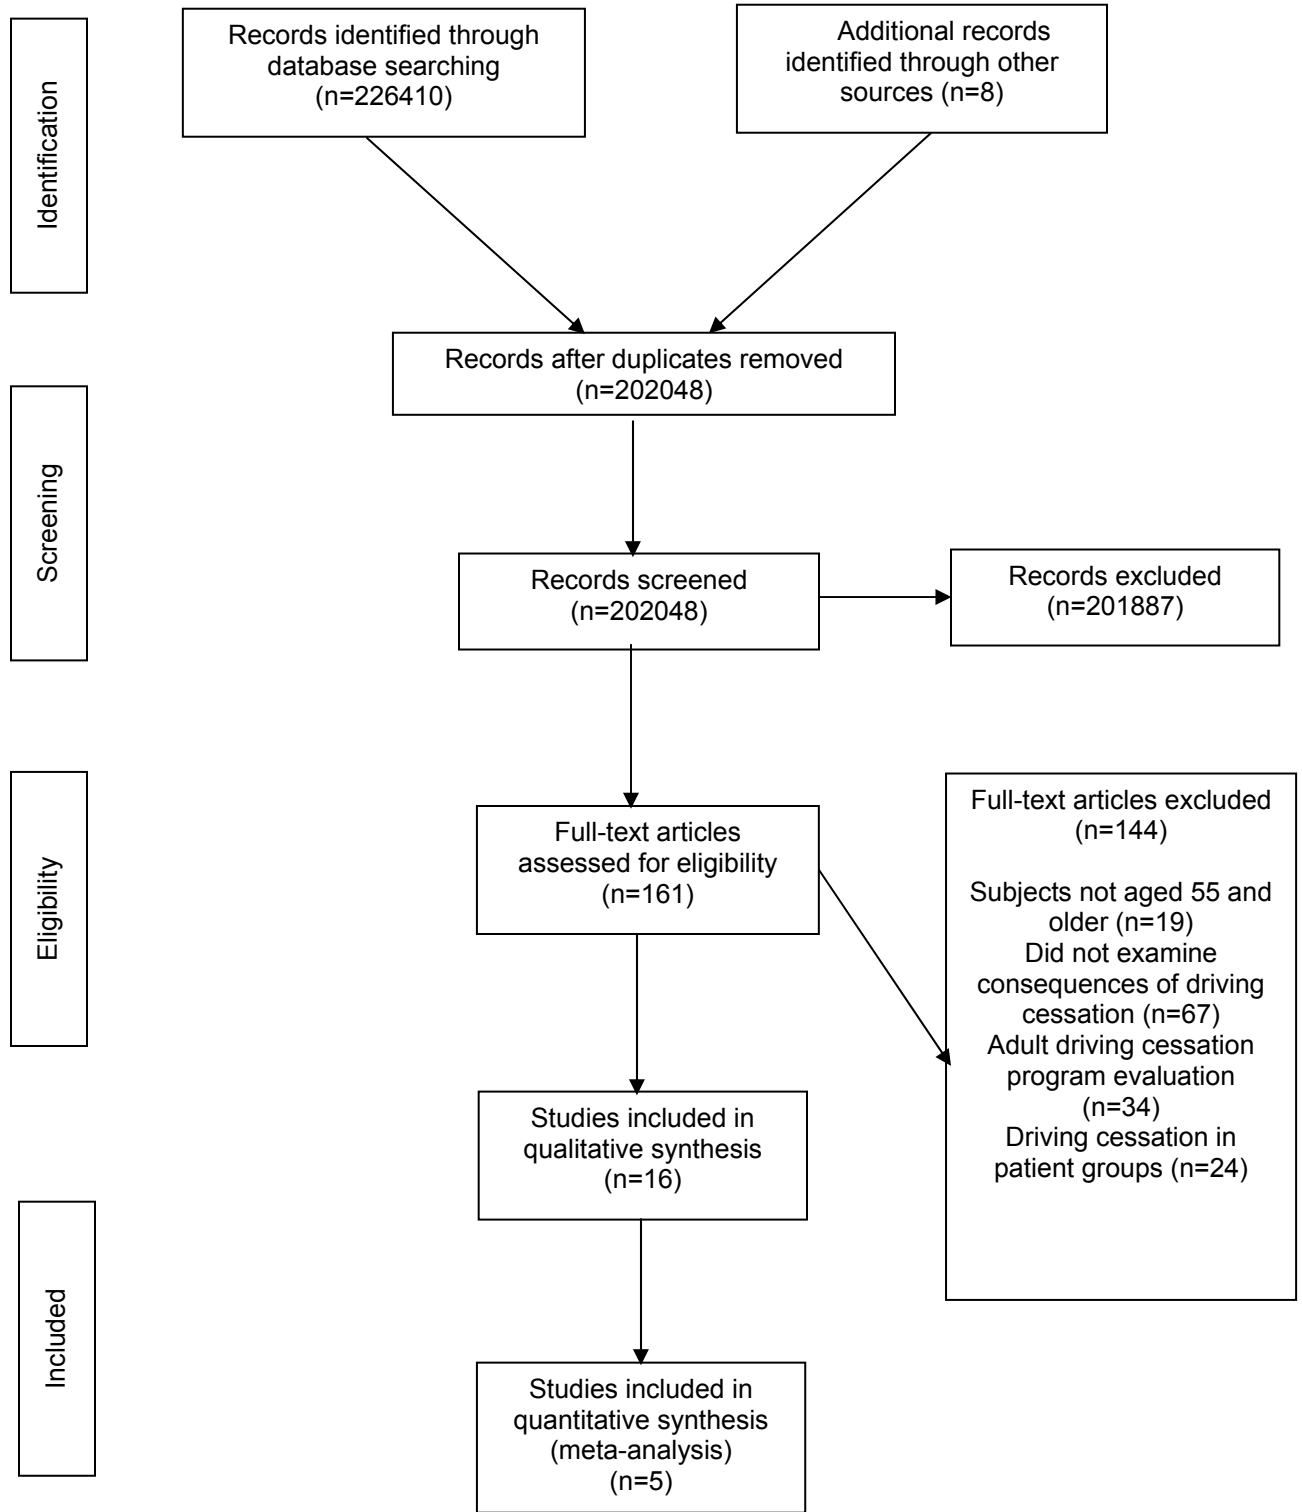 Identification
Records identified through
database searching
(n=226410)
Additional records
identified through other
sources (n=8)
Records after duplicates removed
(n=202048)
Screening
Records screened
(n=202048)
Records excluded
(n=201887)
Eligibility
Full-text articles
assessed for eligibility
(n=161)
Full-text articles excluded
(n=144)
Subjects not aged 55 and
older (n=19)
Did not examine
consequences of driving
cessation (n=67)
Adult driving cessation
program evaluation
(n=34)
Driving cessation in
patient groups (n=24)
Studies included in
qualitative synthesis
(n=16)
Included
Studies included in
quantitative synthesis
(meta-analysis)
(n=5)